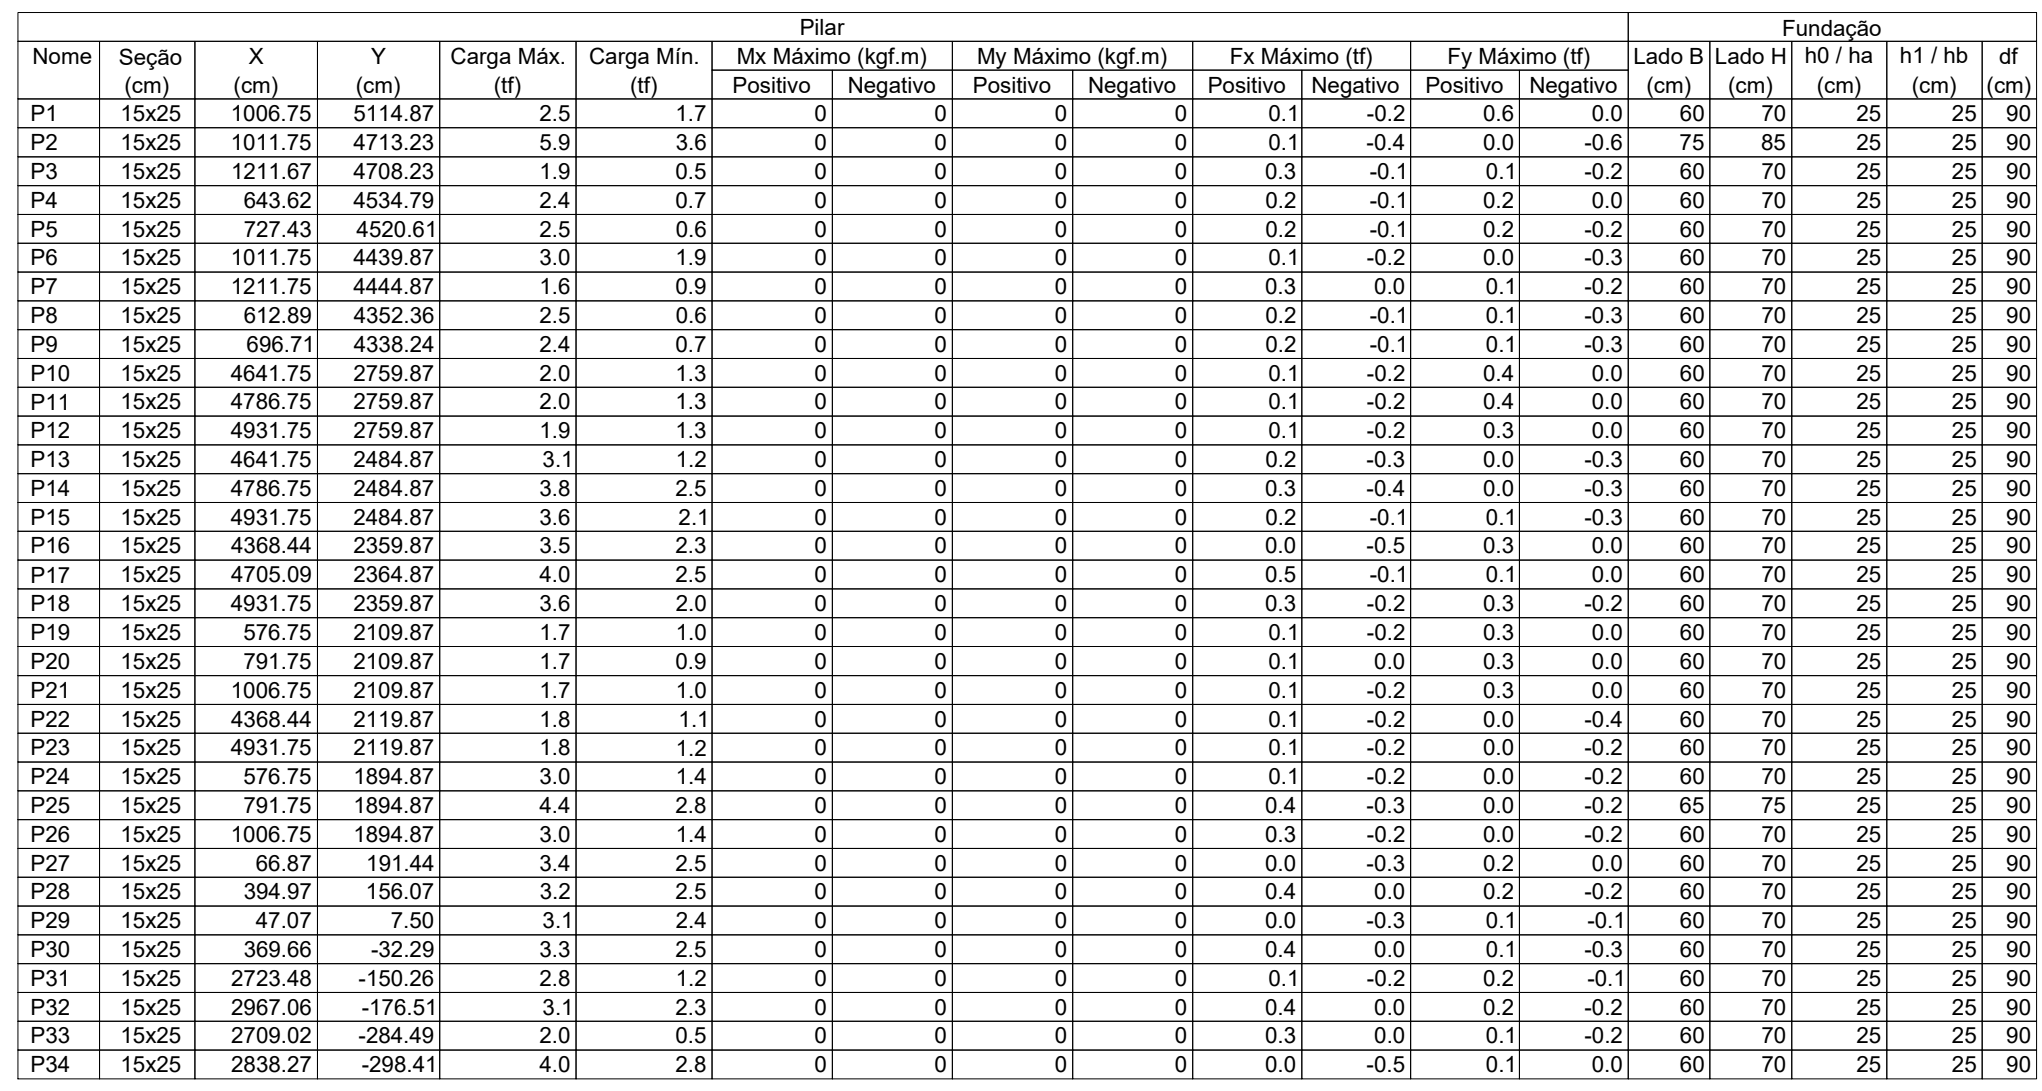 Pilar Fundação
Nome Seção X Y Carga Máx. Carga Mín. Mx Máximo (kgf.m) My Máximo (kgf.m) Fx Máximo (tf) Fy Máximo (tf) Lado B Lado H h0 / ha h1 / hb df
(cm) (cm) (cm) (tf) (tf) Positivo Negativo Positivo Negativo Positivo Negativo Positivo Negativo (cm) (cm) (cm) (cm) (cm)
P1 15x25 1006.75 5114.87 2.5 1.7 0 0 0 0 0.1 -0.2 0.6 0.0 60 70 25 25 90
P2 15x25 1011.75 4713.23 5.9 3.6 0 0 0 0 0.1 -0.4 0.0 -0.6 75 85 25 25 90
P3 15x25 1211.67 4708.23 1.9 0.5 0 0 0 0 0.3 -0.1 0.1 -0.2 60 70 25 25 90
P4 15x25 643.62 4534.79 2.4 0.7 0 0 0 0 0.2 -0.1 0.2 0.0 60 70 25 25 90
P5 15x25 727.43 4520.61 2.5 0.6 0 0 0 0 0.2 -0.1 0.2 -0.2 60 70 25 25 90
P6 15x25 1011.75 4439.87 3.0 1.9 0 0 0 0 0.1 -0.2 0.0 -0.3 60 70 25 25 90
P7 15x25 1211.75 4444.87 1.6 0.9 0 0 0 0 0.3 0.0 0.1 -0.2 60 70 25 25 90
P8 15x25 612.89 4352.36 2.5 0.6 0 0 0 0 0.2 -0.1 0.1 -0.3 60 70 25 25 90
P9 15x25 696.71 4338.24 2.4 0.7 0 0 0 0 0.2 -0.1 0.1 -0.3 60 70 25 25 90
P10 15x25 4641.75 2759.87 2.0 1.3 0 0 0 0 0.1 -0.2 0.4 0.0 60 70 25 25 90
P11 15x25 4786.75 2759.87 2.0 1.3 0 0 0 0 0.1 -0.2 0.4 0.0 60 70 25 25 90
P12 15x25 4931.75 2759.87 1.9 1.3 0 0 0 0 0.1 -0.2 0.3 0.0 60 70 25 25 90
P13 15x25 4641.75 2484.87 3.1 1.2 0 0 0 0 0.2 -0.3 0.0 -0.3 60 70 25 25 90
P14 15x25 4786.75 2484.87 3.8 2.5 0 0 0 0 0.3 -0.4 0.0 -0.3 60 70 25 25 90
P15 15x25 4931.75 2484.87 3.6 2.1 0 0 0 0 0.2 -0.1 0.1 -0.3 60 70 25 25 90
P16 15x25 4368.44 2359.87 3.5 2.3 0 0 0 0 0.0 -0.5 0.3 0.0 60 70 25 25 90
P17 15x25 4705.09 2364.87 4.0 2.5 0 0 0 0 0.5 -0.1 0.1 0.0 60 70 25 25 90
P18 15x25 4931.75 2359.87 3.6 2.0 0 0 0 0 0.3 -0.2 0.3 -0.2 60 70 25 25 90
P19 15x25 576.75 2109.87 1.7 1.0 0 0 0 0 0.1 -0.2 0.3 0.0 60 70 25 25 90
P20 15x25 791.75 2109.87 1.7 0.9 0 0 0 0 0.1 0.0 0.3 0.0 60 70 25 25 90
P21 15x25 1006.75 2109.87 1.7 1.0 0 0 0 0 0.1 -0.2 0.3 0.0 60 70 25 25 90
P22 15x25 4368.44 2119.87 1.8 1.1 0 0 0 0 0.1 -0.2 0.0 -0.4 60 70 25 25 90
P23 15x25 4931.75 2119.87 1.8 1.2 0 0 0 0 0.1 -0.2 0.0 -0.2 60 70 25 25 90
P24 15x25 576.75 1894.87 3.0 1.4 0 0 0 0 0.1 -0.2 0.0 -0.2 60 70 25 25 90
P25 15x25 791.75 1894.87 4.4 2.8 0 0 0 0 0.4 -0.3 0.0 -0.2 65 75 25 25 90
P26 15x25 1006.75 1894.87 3.0 1.4 0 0 0 0 0.3 -0.2 0.0 -0.2 60 70 25 25 90
P27 15x25 66.87 191.44 3.4 2.5 0 0 0 0 0.0 -0.3 0.2 0.0 60 70 25 25 90
P28 15x25 394.97 156.07 3.2 2.5 0 0 0 0 0.4 0.0 0.2 -0.2 60 70 25 25 90
P29 15x25 47.07 7.50 3.1 2.4 0 0 0 0 0.0 -0.3 0.1 -0.1 60 70 25 25 90
P30 15x25 369.66 -32.29 3.3 2.5 0 0 0 0 0.4 0.0 0.1 -0.3 60 70 25 25 90
P31 15x25 2723.48 -150.26 2.8 1.2 0 0 0 0 0.1 -0.2 0.2 -0.1 60 70 25 25 90
P32 15x25 2967.06 -176.51 3.1 2.3 0 0 0 0 0.4 0.0 0.2 -0.2 60 70 25 25 90
P33 15x25 2709.02 -284.49 2.0 0.5 0 0 0 0 0.3 0.0 0.1 -0.2 60 70 25 25 90
P34 15x25 2838.27 -298.41 4.0 2.8 0 0 0 0 0.0 -0.5 0.1 0.0 60 70 25 25 90